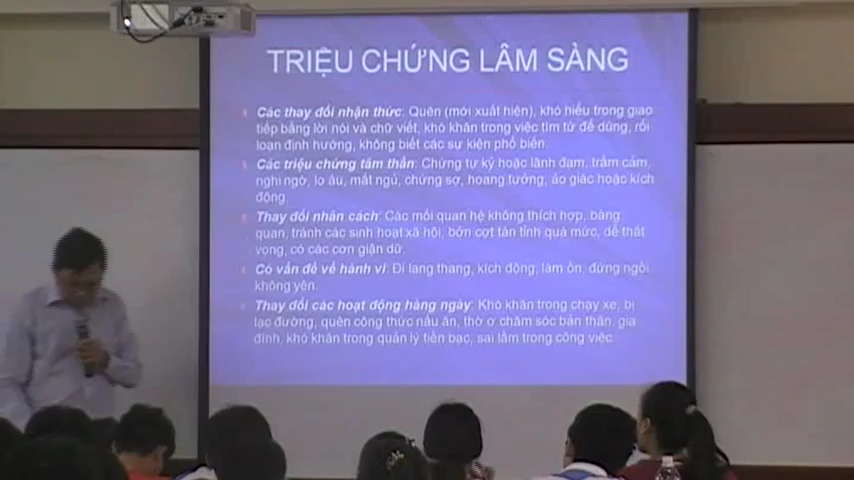 TRIỆU CHỨNG LÂM SÀNG
Các thay đổi nhận thức: Quên (mới xuất hiện), khó hiểu trong giao
tiếp bằng lời nói và chữ viết, khó khăn trong việc tìm từ để dùng, rối
loạn định hướng, không biết các sự kiện phổ biến.
Các triệu chứng tâm thần: Chứng tự kỷ hoặc lãnh đạm, trầm cảm,
nghi ngờ, lo âu, mất ngủ, chứng sợ, hoang tưởng, ảo giác hoặc kích
động.
Thay đổi nhân cách: Các mối quan hệ không thích hợp, bàng
quan, tránh các sinh hoạt xã hội, bỡn cợt tán tỉnh quá mức, dễ thất
vọng, có các cơn giận dữ.
Có vấn đề về hành vi: Đi lang thang, kích động, làm ồn, đứng ngồi
không yên.
Thay đổi các hoạt động hàng ngày: Khó khăn trong chạy xe, bị
lạc đường, quên công thức nấu ăn, thờ ơ chăm sóc bản thân, gia
đình, khó khăn trong quản lý tiền bạc, sai lầm trong công việc.